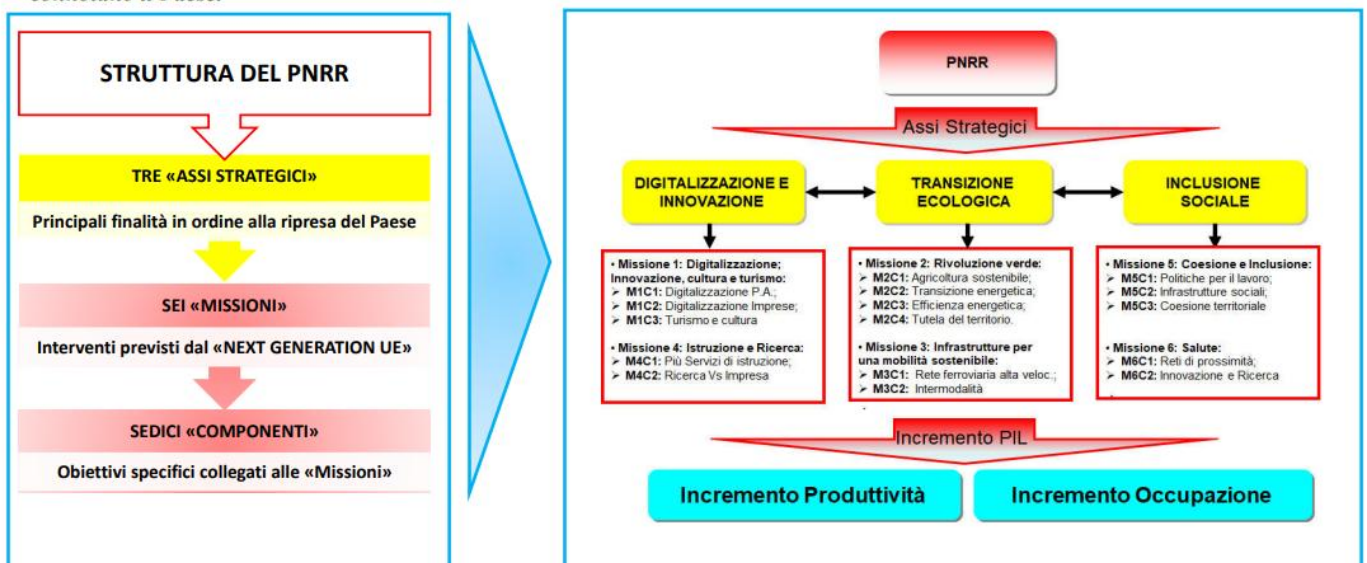 STRUTTURA DEL PNRR
TRE «ASSI STRATEGICI»
Principali finalità in ordine alla ripresa del Paese
SEI «MISSIONI»
Interventi previsti dal «NEXT GENERATION UE»
SEDICI «COMPONENTI»
Obiettivi specifici collegati alle «Missioni»
PNRR
Assi Strategici
DIGITALIZZAZIONE E
INNOVAZIONE
TRANSIZIONE
ECOLOGICA
INCLUSIONE
SOCIALE
• Missione 1: Digitalizzazione;
Innovazione, cultura e turismo:
➢ M1C1: Digitalizzazione P.A.;
➢ M1C2: Digitalizzazione Imprese;
➢ M1C3: Turismo e cultura
• Missione 4: Istruzione e Ricerca:
➢ M4C1: Più Servizi di istruzione;
➢ M4C2: Ricerca Vs Impresa
• Missione 2: Rivoluzione verde:
➢ M2C1: Agricoltura sostenibile;
➢ M2C2: Transizione energetica;
➢ M2C3: Efficienza energetica;
➢ M2C4: Tutela del territorio.
• Missione 3: Infrastrutture per
una mobilità sostenibile:
➢ M3C1: Rete ferroviaria alta veloc.;
➢ M3C2: Intermodalità
• Missione 5: Coesione e Inclusione:
➢ M5C1: Politiche per il lavoro;
➢ M5C2: Infrastrutture sociali;
➢ M5C3: Coesione territoriale
• Missione 6: Salute:
➢ M6C1: Reti di prossimità;
➢ M6C2: Innovazione e Ricerca
Incremento PIL
Incremento Produttività
Incremento Occupazione